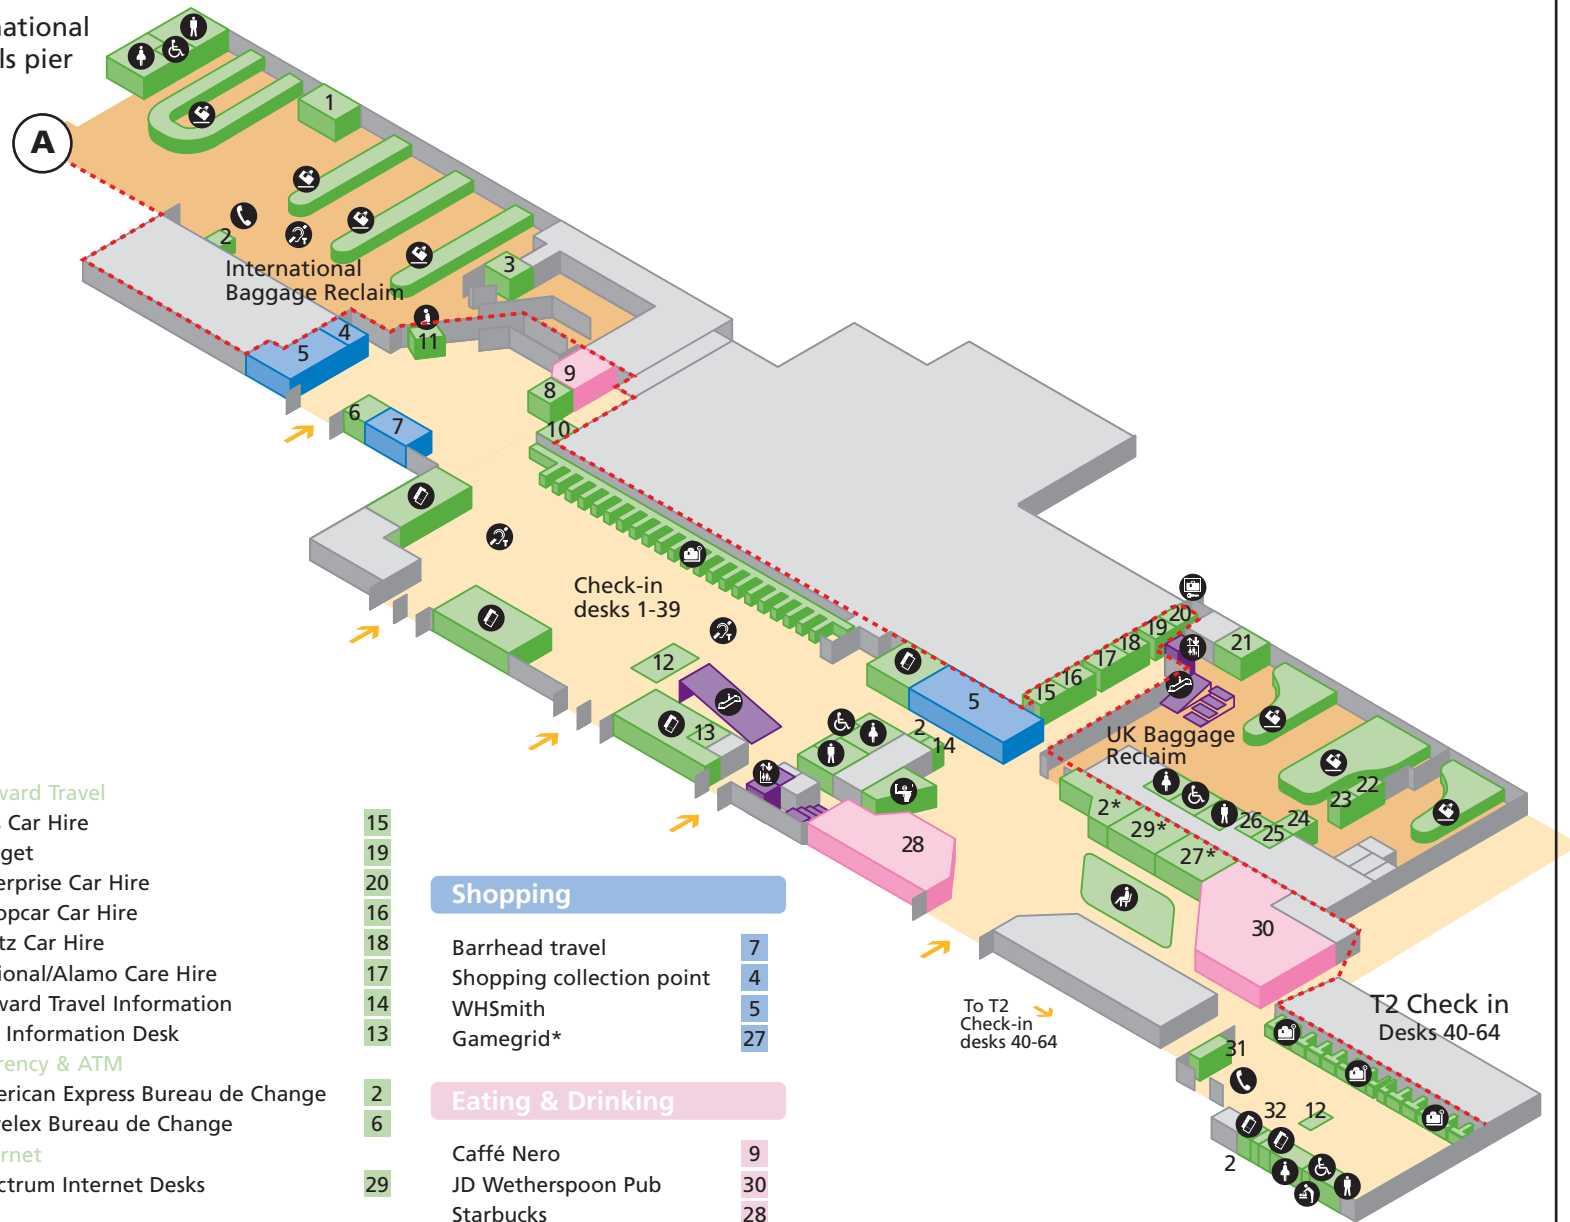 ational
ls pier
A
1
2
International
Baggage Reclaim
3
4
5
11
9
8
6
7
10
Check-in
desks 1-39
12
13
5
2
14
15
16
17
18
19
20
21
UK Baggage
Reclaim
22
23
24
25
26
2*
29*
27*
28
30
To T2
Check-in
desks 40-64
T2 Check in
Desks 40-64
31
32
12
2
ward Travel
s Car Hire 15
get 19
erprise Car Hire 20
opcar Car Hire 16
tz Car Hire 18
ional/Alamo Care Hire 17
ward Travel Information 14
Information Desk 13
rency & ATM
erican Express Bureau de Change 2
elex Bureau de Change 6
rnet
ctrum Internet Desks 29
Shopping
Barrhead travel 7
Shopping collection point 4
WHSmith 5
Gamegrid* 27
Eating & Drinking
Caffé Nero 9
JD Wetherspoon Pub 30
Starbucks 28